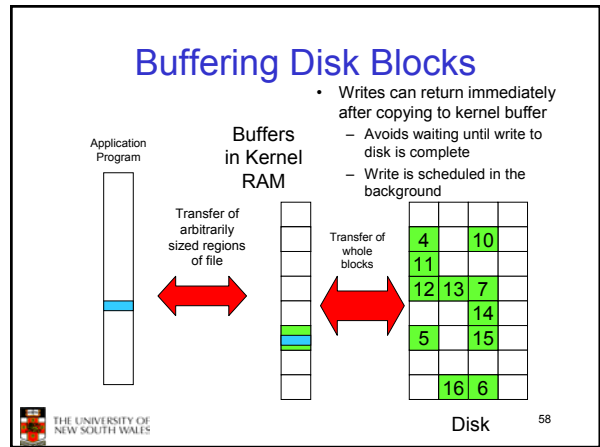 Buffering Disk Blocks
• Writes can return immediately
after copying to kernel buffer
– Avoids waiting until write to
disk is complete
– Write is scheduled in the
background
Application
Program
Buffers
in Kernel
RAM
Transfer of
arbitrarily
sized regions
of file
Transfer of
whole
blocks
4 10
11
12 13 7
14
5 15
16 6
Disk
THE UNIVERSITY OF
NEW SOUTH WALES
58